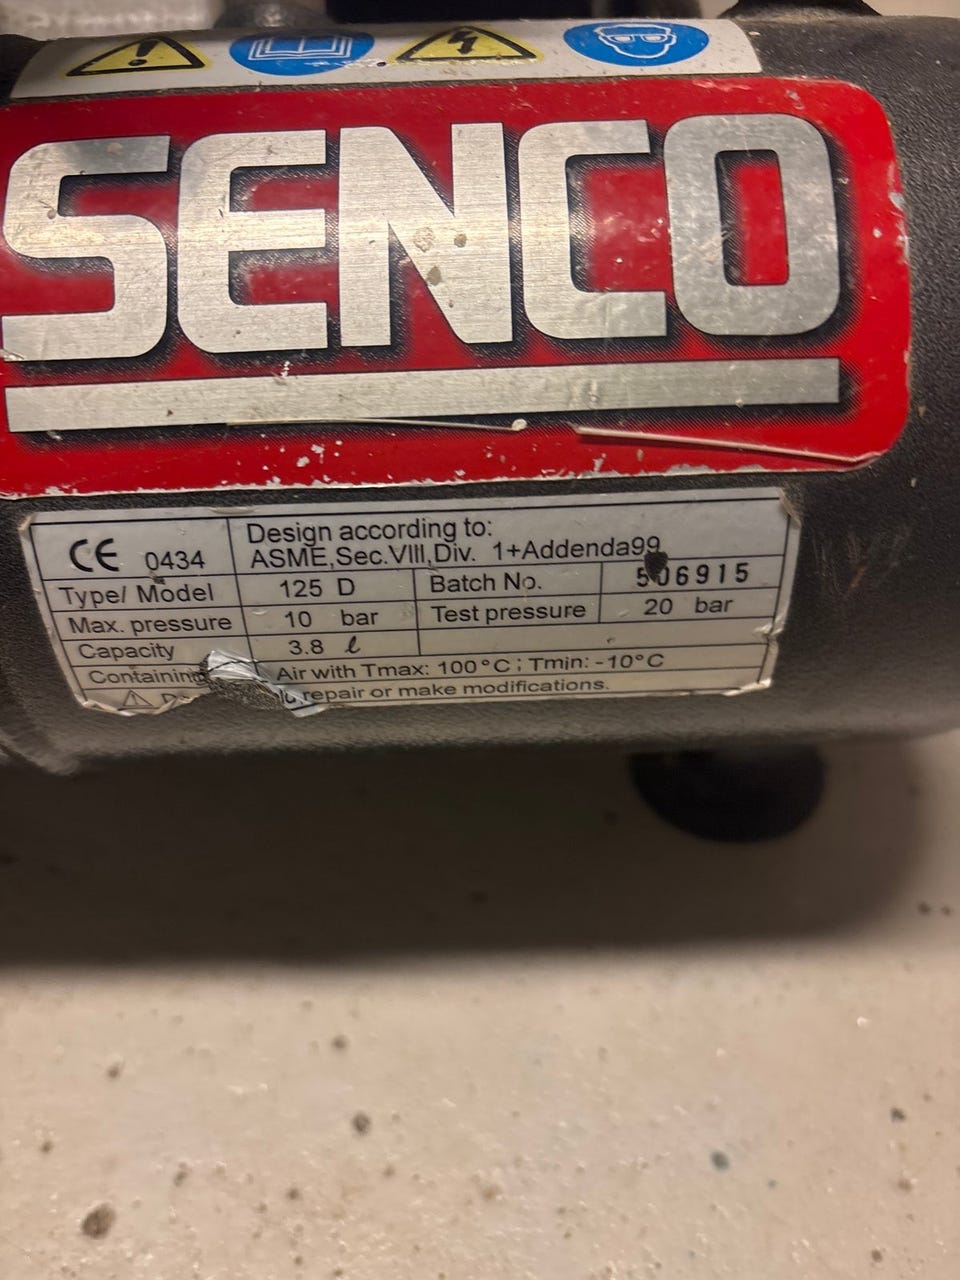 SENCO
CE 0434 Design according to:
ASME,Sec.VIII,Div. 1+Addenda99
Type/ Model 125 D Batch No. 506915
Max. pressure 10 bar Test pressure 20 bar
Capacity 3.8 ℓ
Containing Air with Tmax: 100°C ; Tmin: -10°C
repair or make modifications.